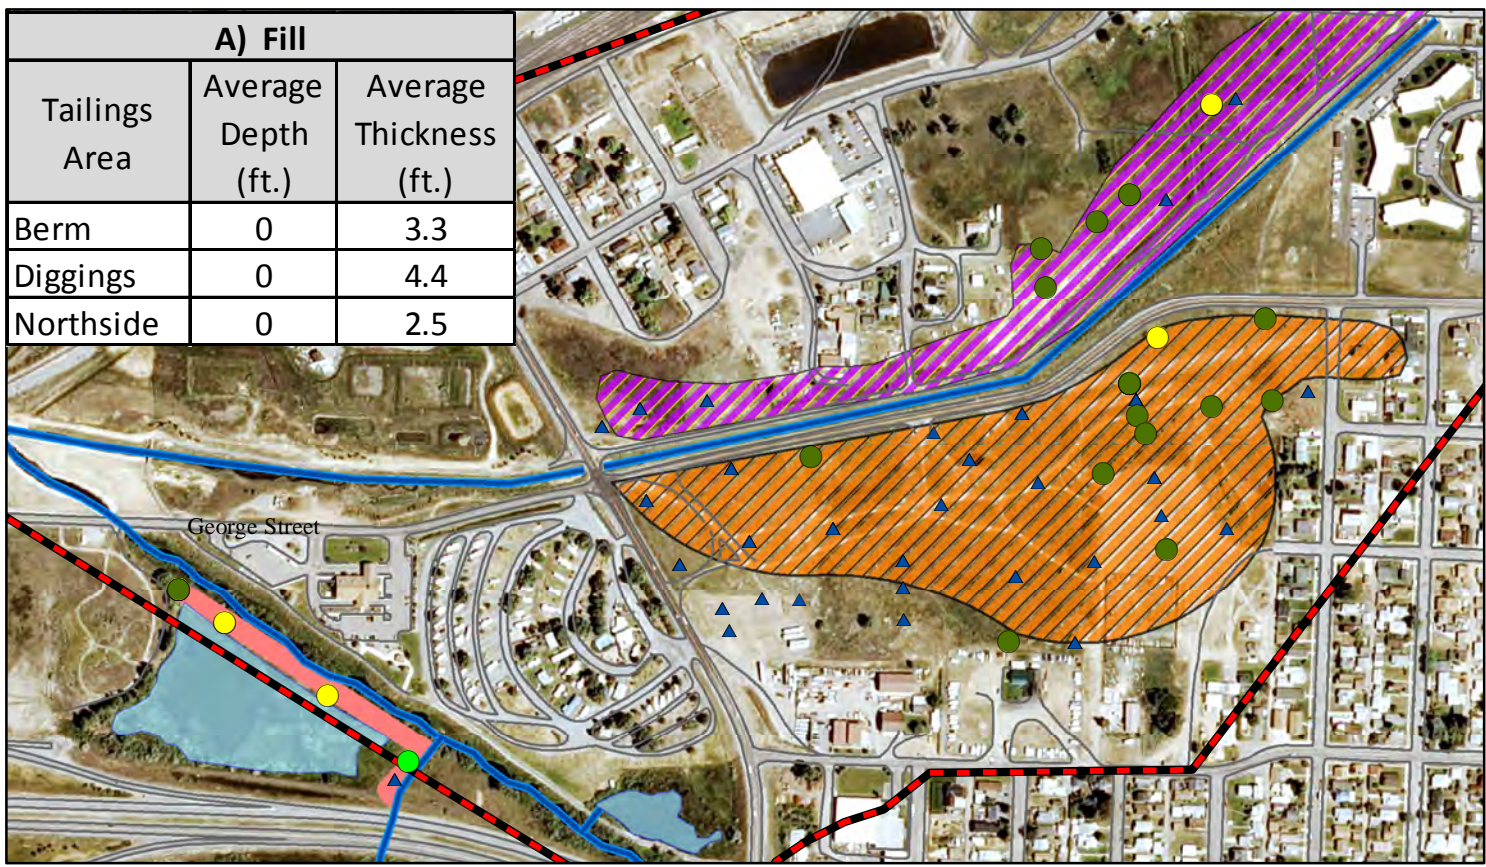 A) Fill
Tailings Area
Average Depth (ft.)
Average Thickness (ft.)
Berm 0 3.3
Diggings 0 4.4
Northside 0 2.5
George Street